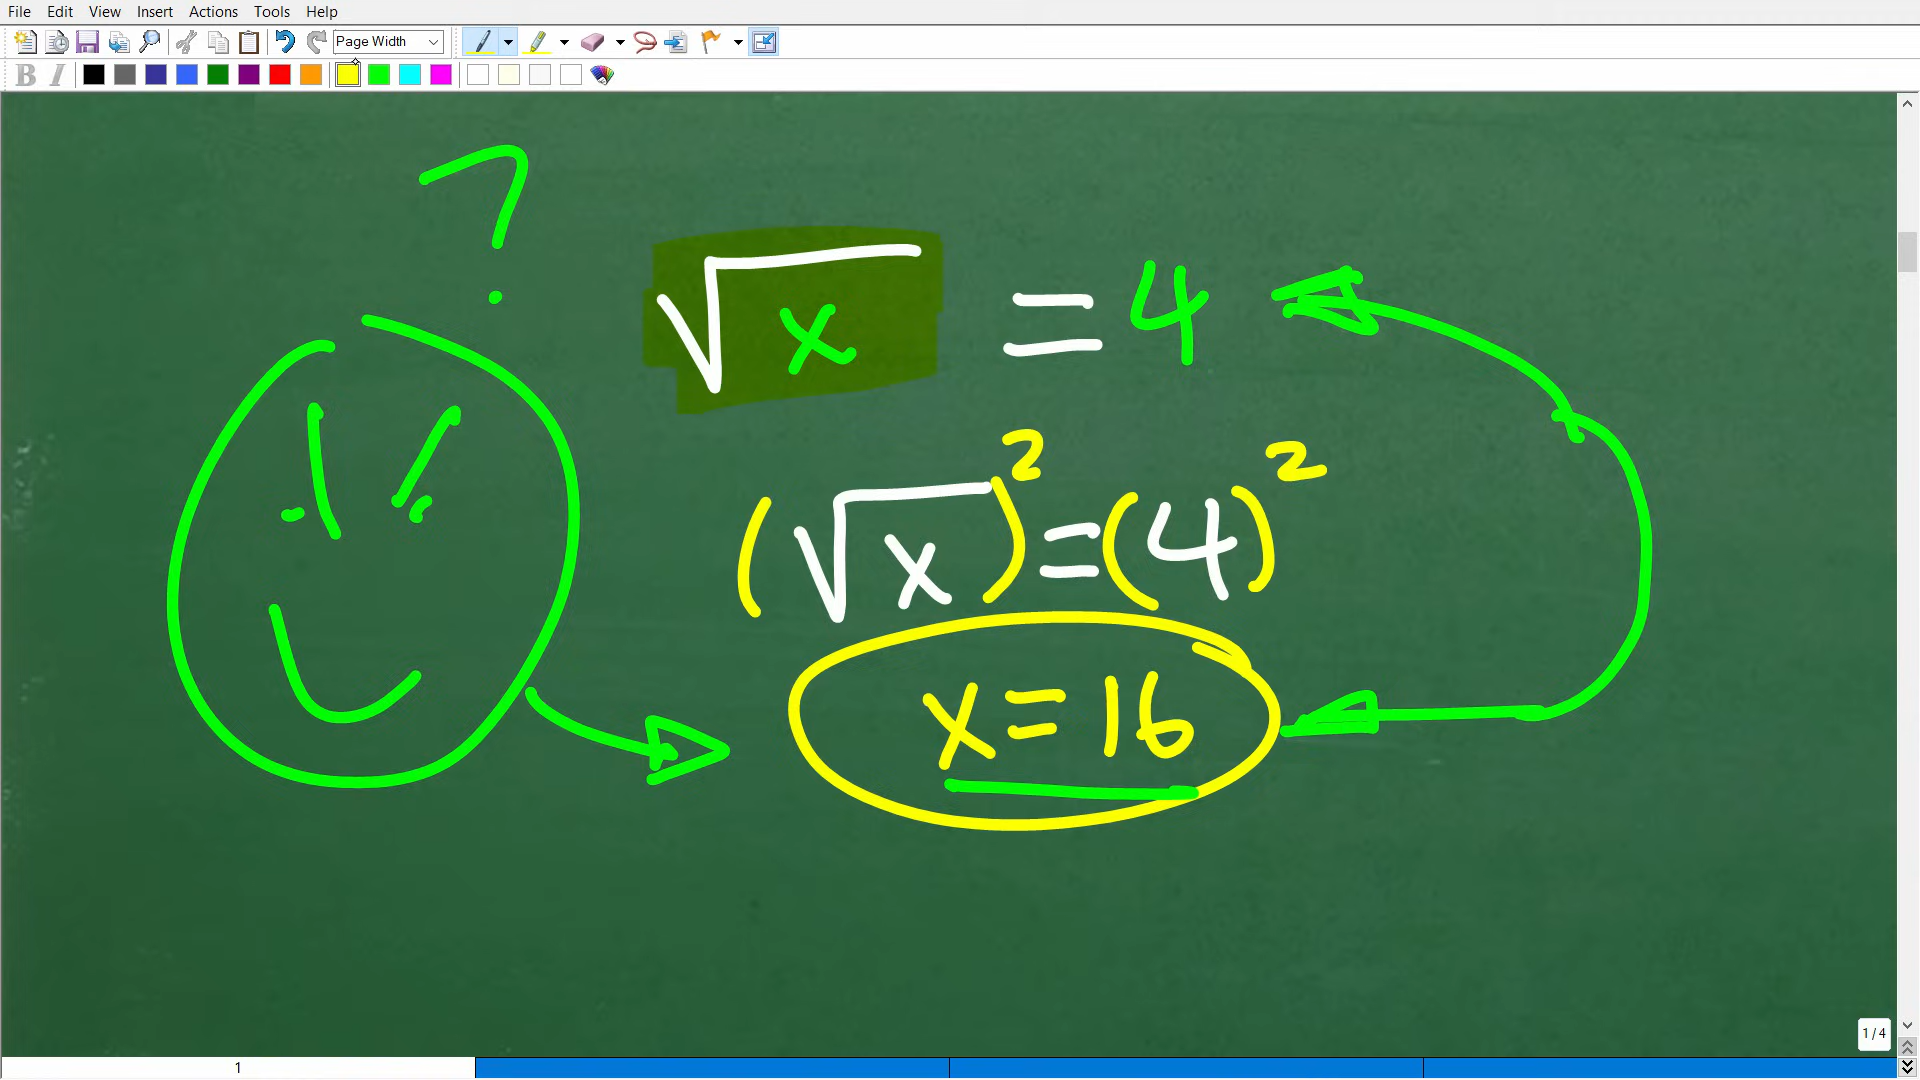 File Edit View Insert Actions Tools Help
Page Width
B I
?
√x = 4
(√x)² = (4)²
x = 16
1 / 4
1